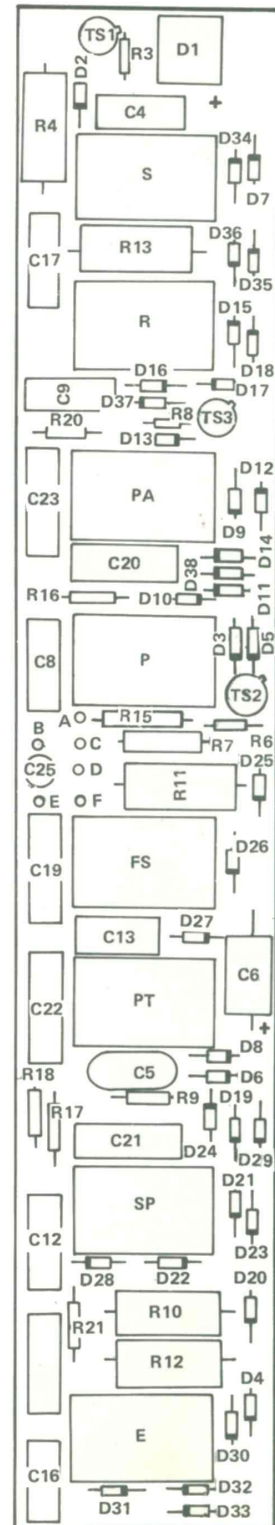 TS1
R3
D1
D2
R4
C4
+
S
D34
D7
C17
R13
D36
D35
R
D15
D18
D16
D17
C9
D37
R8
TS3
R20
D13
C23
PA
D12
D9
D14
C20
D38
D11
R16
D10
C8
P
D3
D5
TS2
A
R15
B
C
R7
R6
C25
D
R11
D25
E
F
C19
FS
D26
C13
D27
C6
C22
PT
+
D8
C5
D6
R18
R17
R9
D24
D19
D29
C21
SP
D21
D23
C12
D28
D22
R21
R10
D20
R12
D4
E
D30
C16
D31
D32
D33